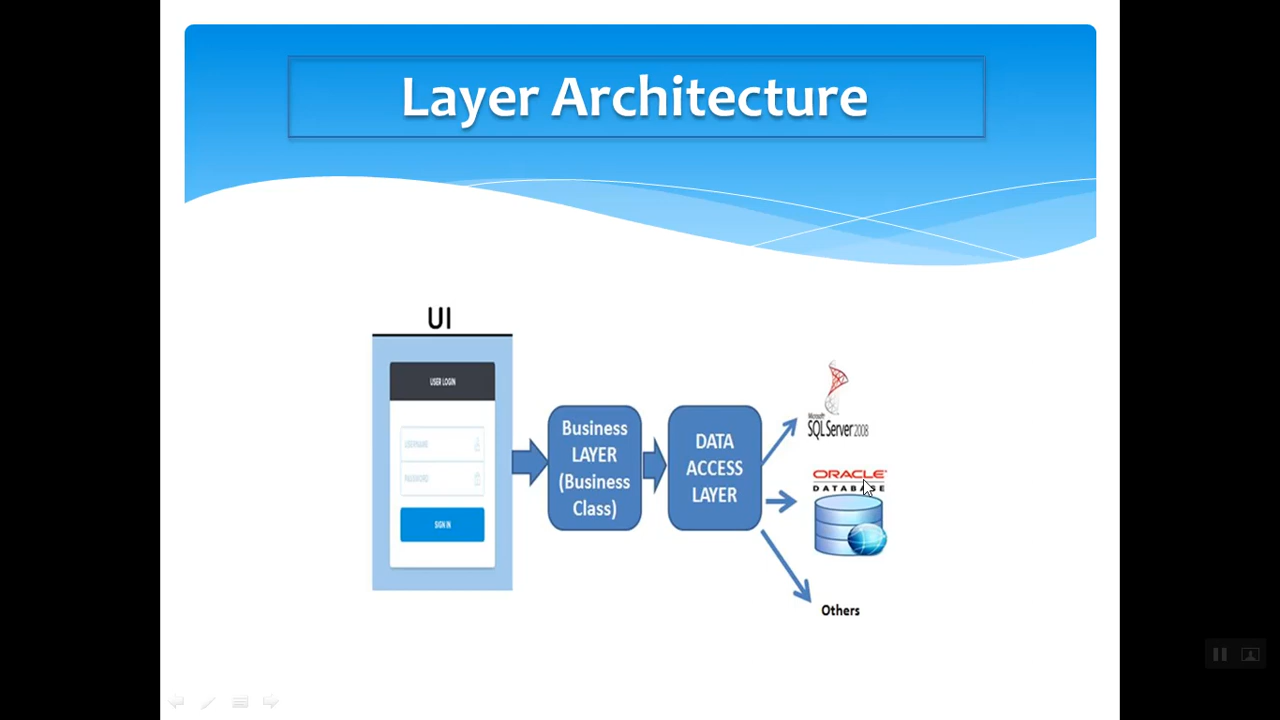 Layer Architecture
UI
USER LOGIN
USERNAME
PASSWORD
SIGN IN
Business
LAYER
(Business
Class)
DATA
ACCESS
LAYER
Microsoft
SQL Server 2008
ORACLE
DATABASE
Others